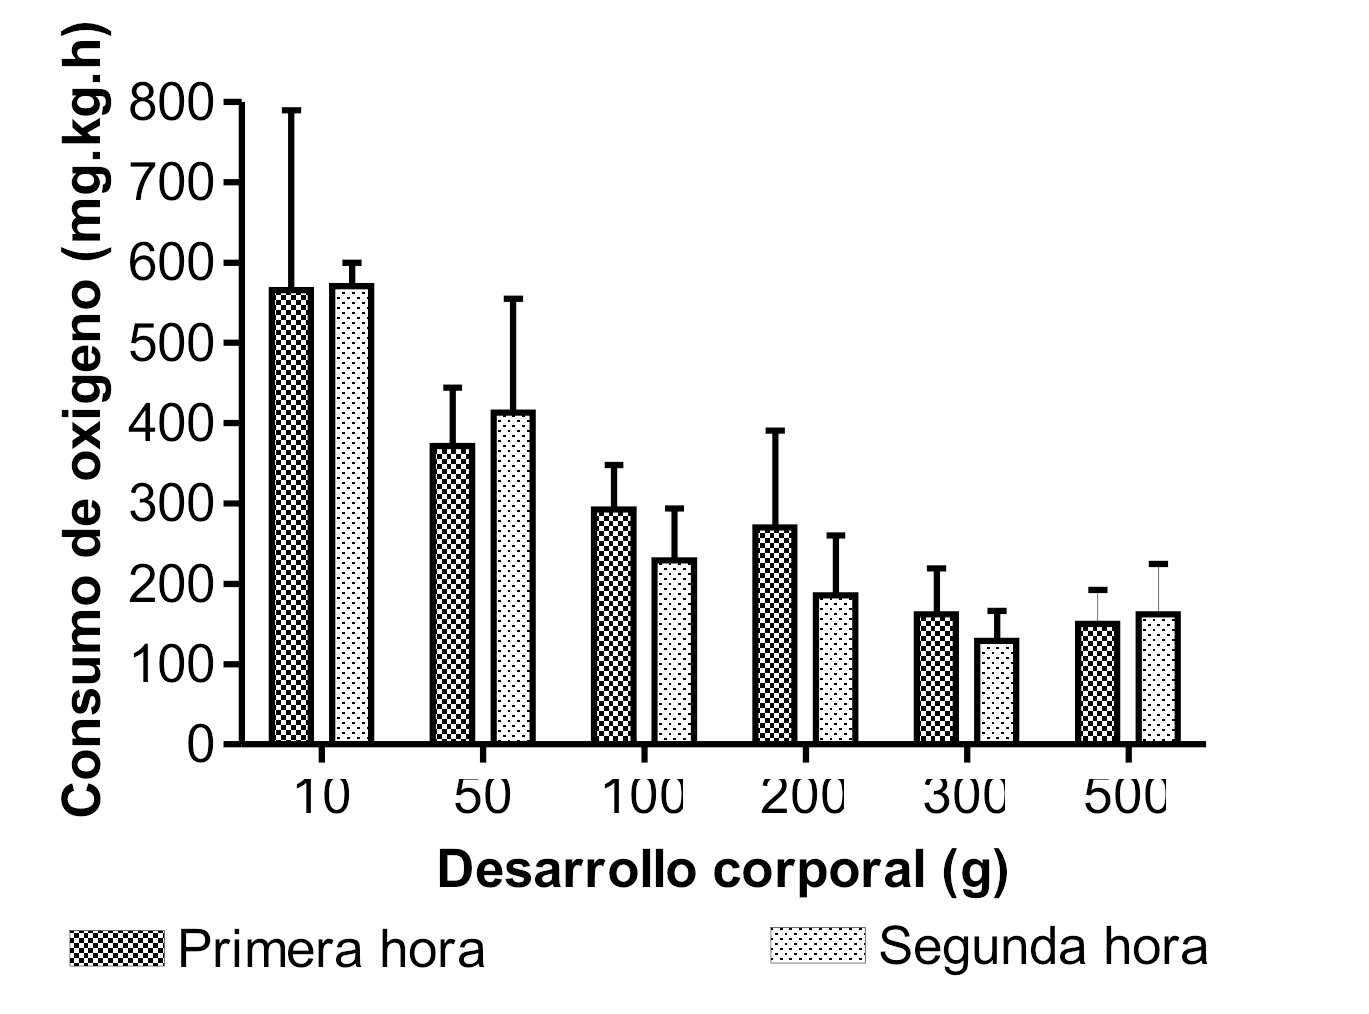 Consumo de oxigeno (mg.kg.h)
800
700
600
500
400
300
200
100
0
10 50 100 200 300 500
Desarrollo corporal (g)
Primera hora Segunda hora